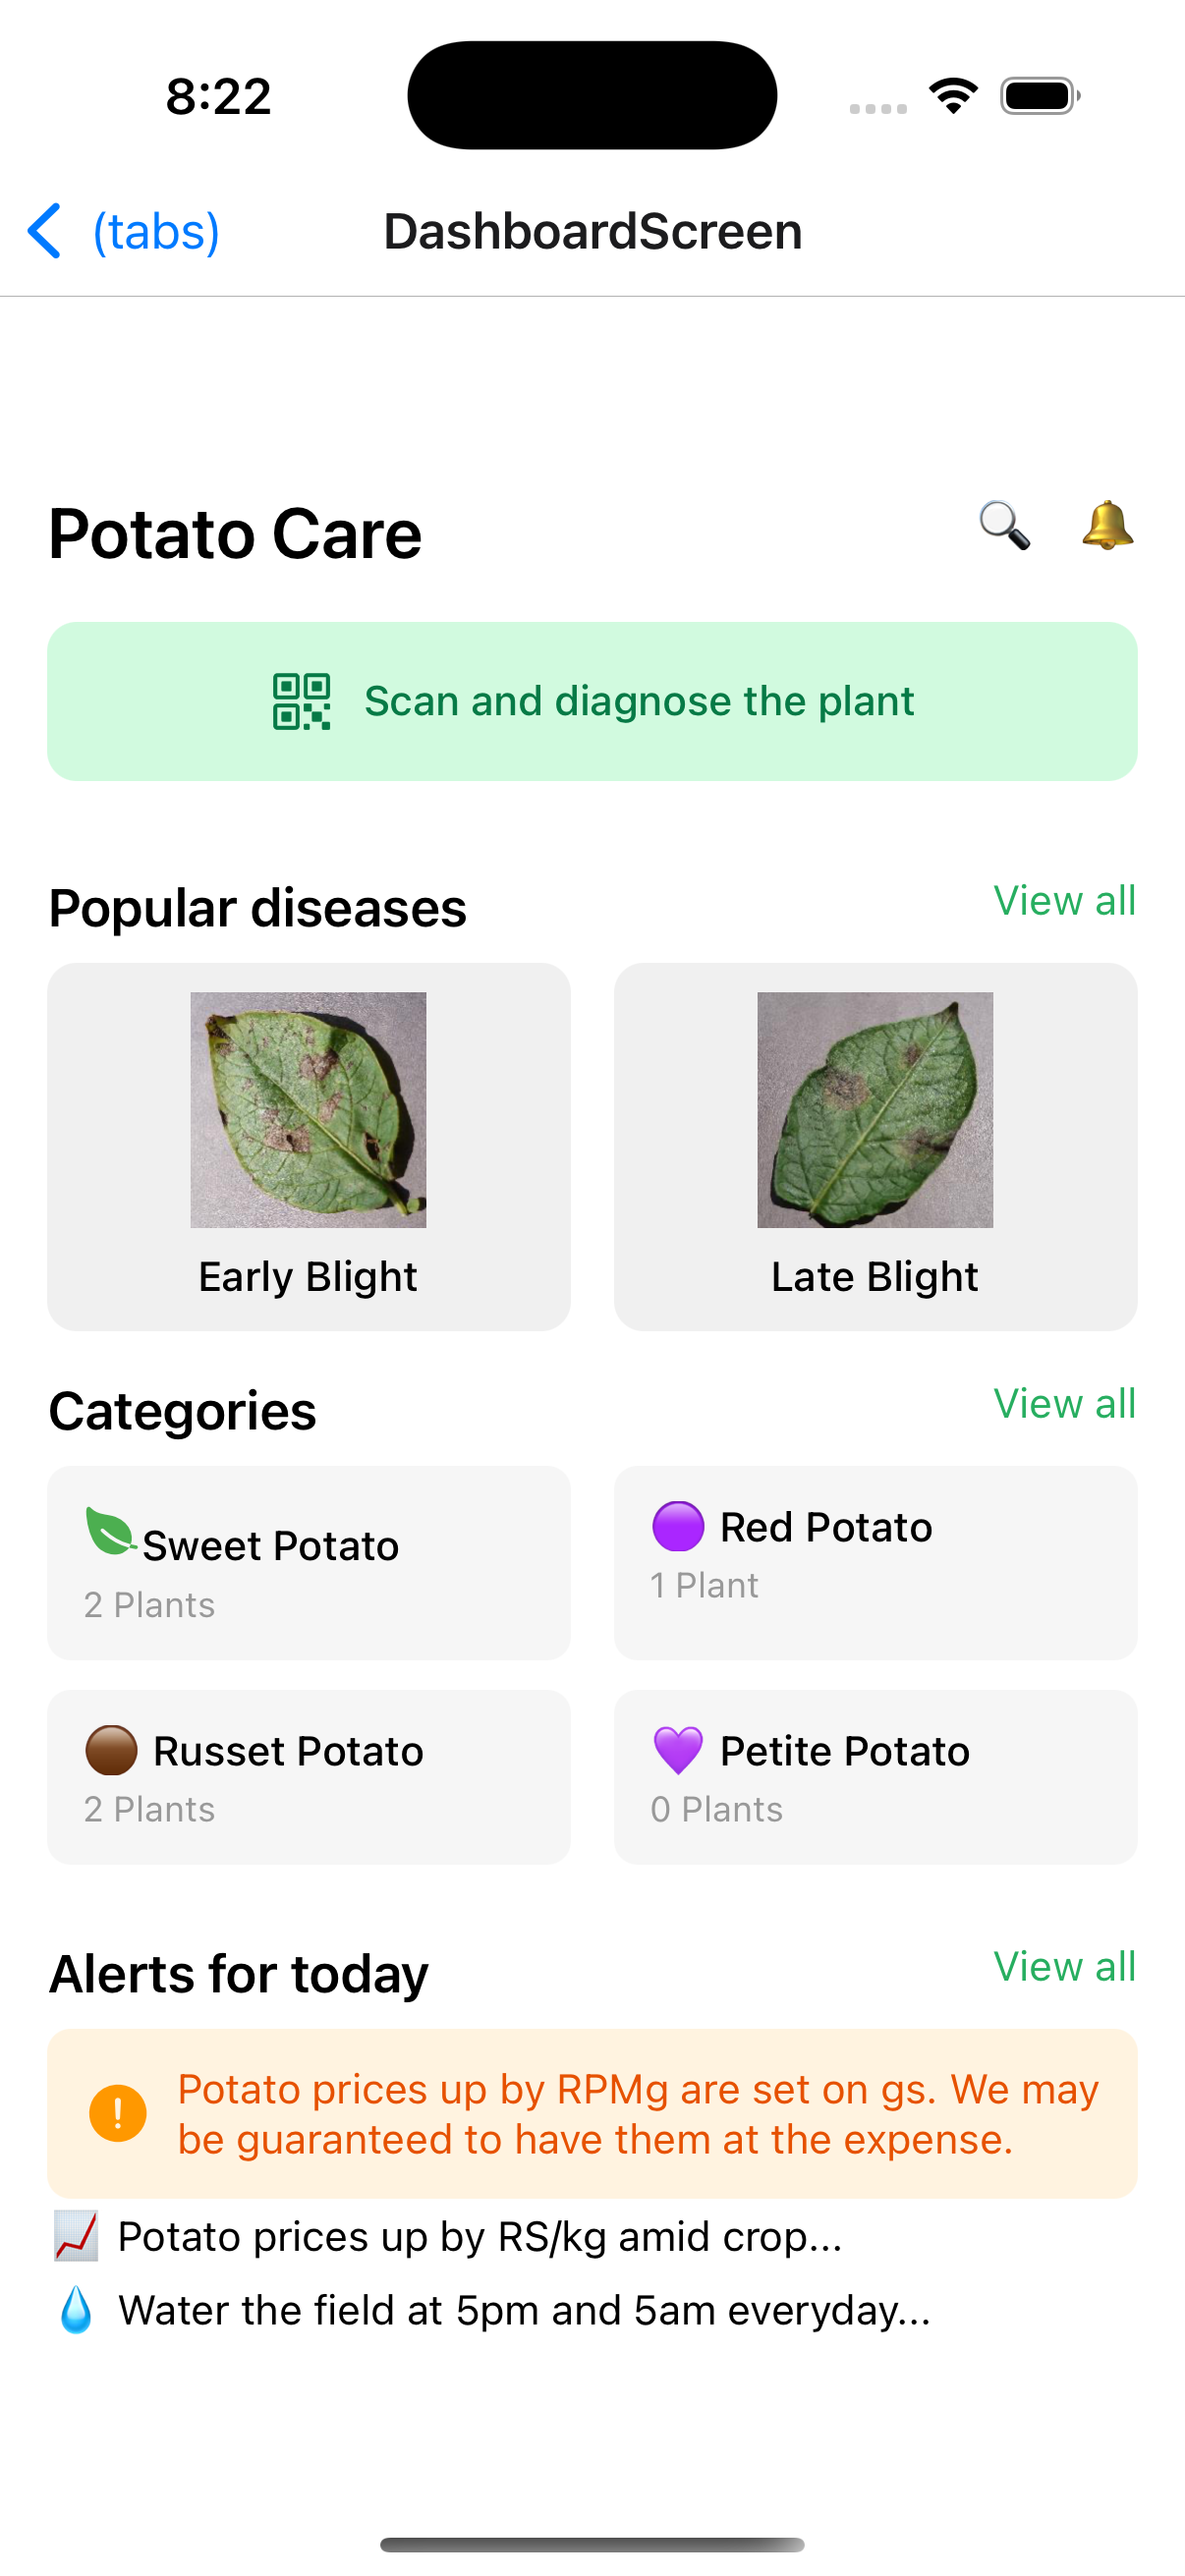 8:22
(tabs) DashboardScreen
Potato Care
Scan and diagnose the plant
Popular diseases View all
Early Blight Late Blight
Categories View all
Sweet Potato
2 Plants
Red Potato
1 Plant
Russet Potato
2 Plants
Petite Potato
0 Plants
Alerts for today View all
Potato prices up by RPMg are set on gs. We may
be guaranteed to have them at the expense.
Potato prices up by RS/kg amid crop...
Water the field at 5pm and 5am everyday...